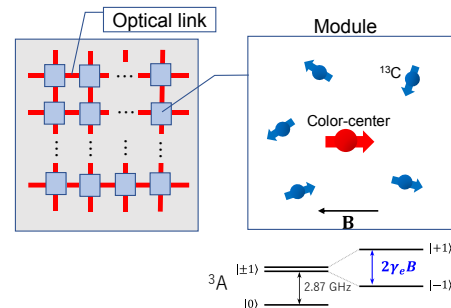 Optical link
Module
¹³C
Color-center
B
...
...
...
...
...
...
³A
|±1⟩
|0⟩
2.87 GHz
|+1⟩
2γₑB
|−1⟩